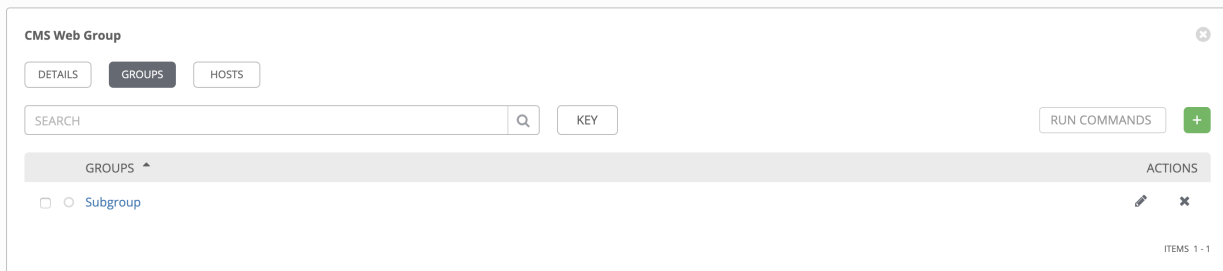 CMS Web Group
DETAILS GROUPS HOSTS
SEARCH KEY RUN COMMANDS +
GROUPS ACTIONS
Subgroup
ITEMS 1 - 1